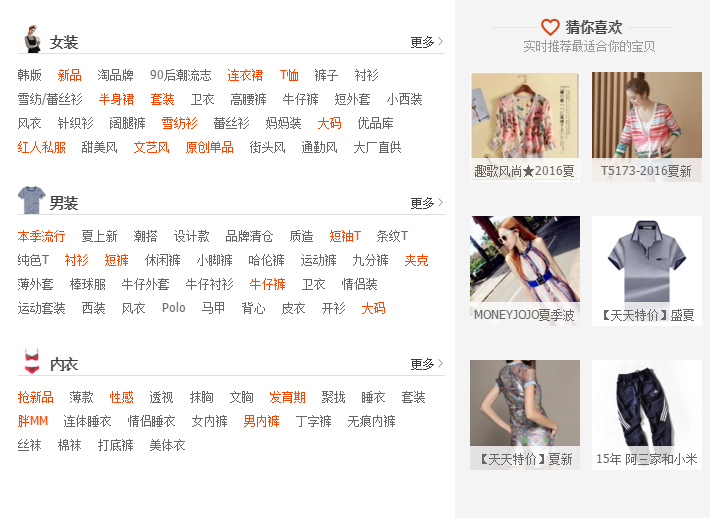 女装 更多
韩版 新品 淘品牌 90后潮流志 连衣裙 T恤 裤子 衬衫
雪纺/蕾丝衫 半身裙 套装 卫衣 高腰裤 牛仔裤 短外套 小西装
风衣 针织衫 阔腿裤 雪纺衫 蕾丝衫 妈妈装 大码 优品库
红人私服 甜美风 文艺风 原创单品 街头风 通勤风 大厂直供
男装 更多
本季流行 夏上新 潮搭 设计款 品牌清仓 质造 短袖T 条纹T
纯色T 衬衫 短裤 休闲裤 小脚裤 哈伦裤 运动裤 九分裤 夹克
薄外套 棒球服 牛仔外套 牛仔衬衫 牛仔裤 卫衣 情侣装
运动套装 西装 风衣 Polo 马甲 背心 皮衣 开衫 大码
内衣 更多
抢新品 薄款 性感 透视 抹胸 文胸 发育期 聚拢 睡衣 套装
胖MM 连体睡衣 情侣睡衣 女内裤 男内裤 丁字裤 无痕内裤
丝袜 棉袜 打底裤 美体衣
猜你喜欢
实时推荐最适合你的宝贝
趣歌风尚★2016夏
T5173-2016夏新
MONEYJOJO夏季波
【天天特价】盛夏
【天天特价】夏新
15年 阿三家和小米